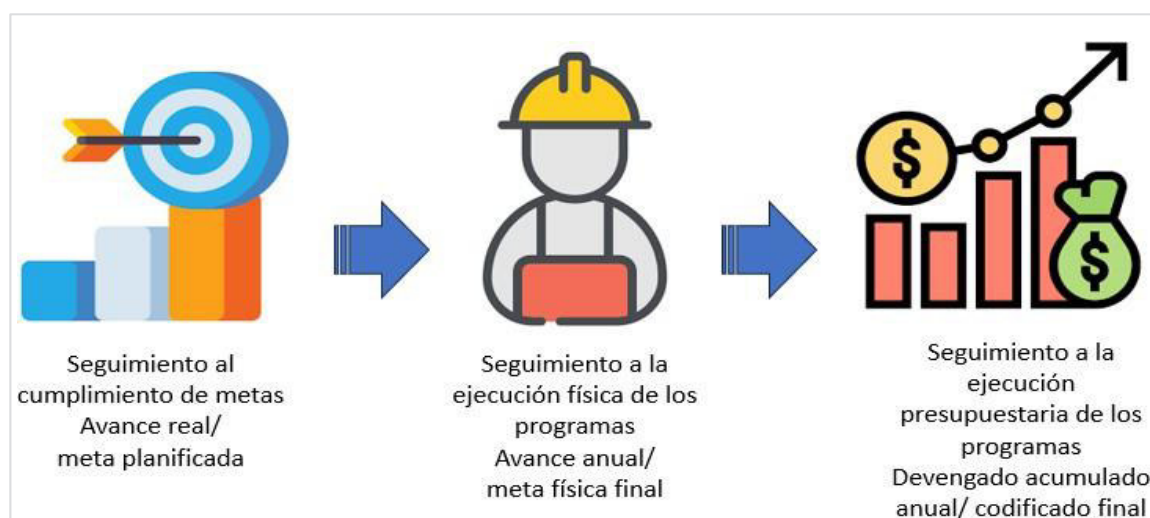 Seguimiento al
cumplimiento de metas
Avance real/
meta planificada
Seguimiento a la
ejecución física de los
programas
Avance anual/
meta física final
Seguimiento a la
ejecución
presupuestaria de los
programas
Devengado acumulado
anual/ codificado final
$
$